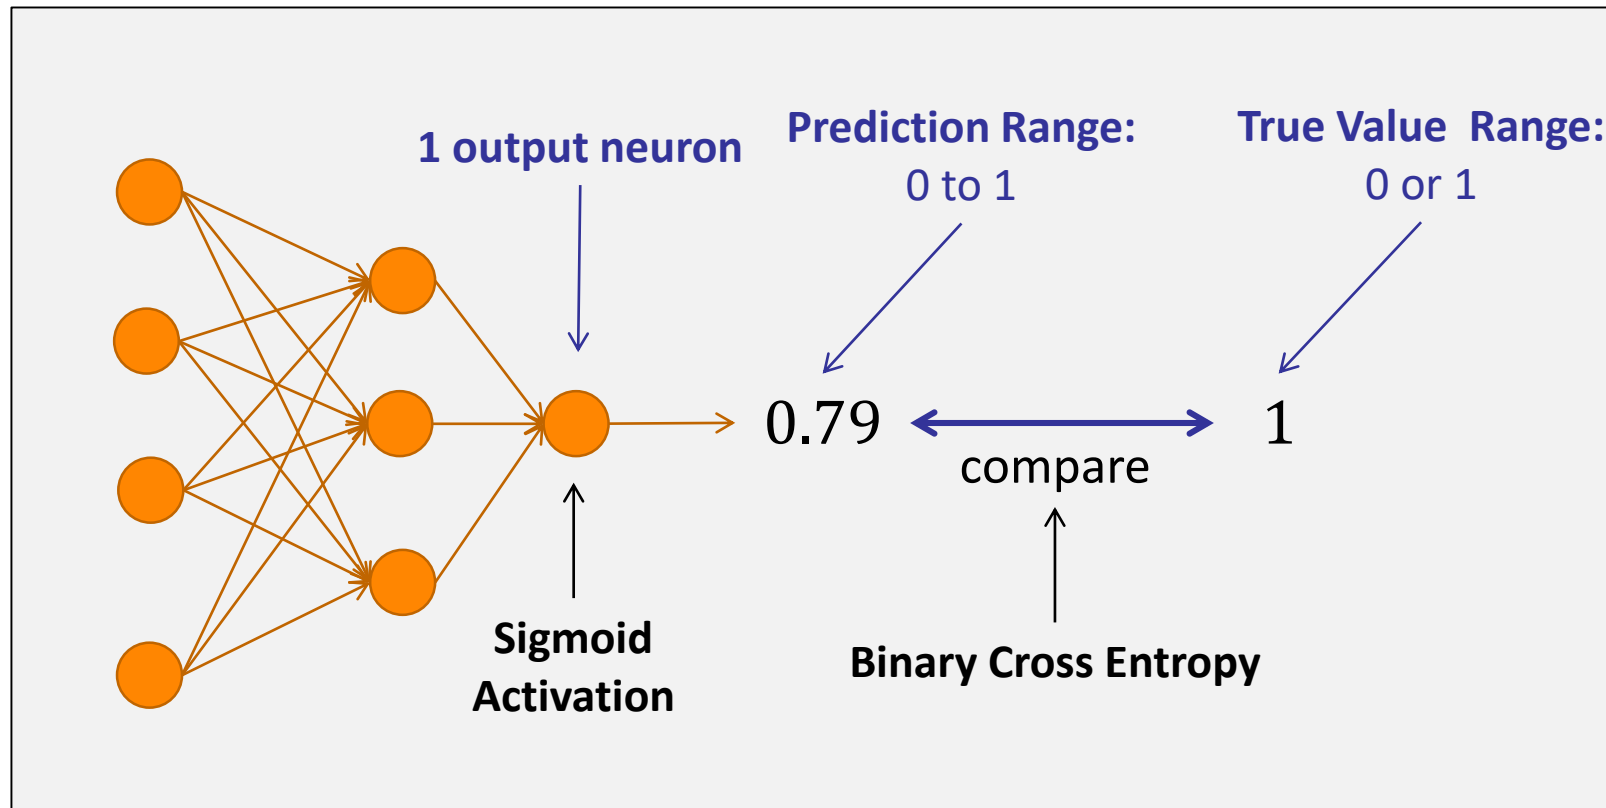 1 output neuron
Prediction Range:
0 to 1
True Value  Range:
0 or 1
0.79
compare
1
Sigmoid
Activation
Binary Cross Entropy